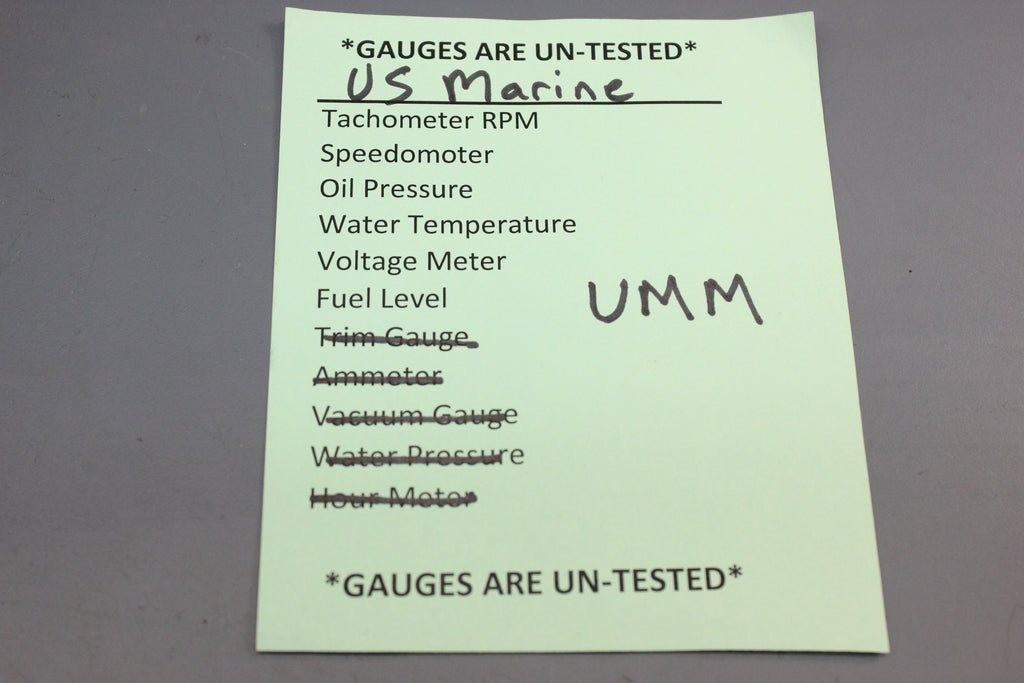 *GAUGES ARE UN-TESTED*
US Marine
Tachometer RPM
Speedomoter
Oil Pressure
Water Temperature
Voltage Meter
Fuel Level
UMM
Trim Gauge
Ammeter
Vacuum Gauge
Water Pressure
Hour Meter
*GAUGES ARE UN-TESTED*